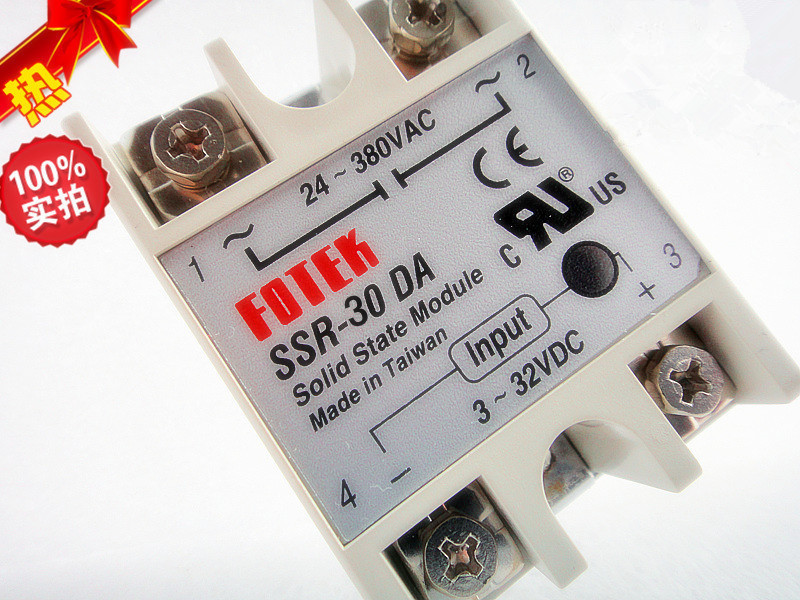 热
100%
实拍
1 ~ 24 ~ 380VAC ~ 2
CE
C RU ® US
FOTEK
SSR-30 DA
Solid State Module
Made in Taiwan
Input
3 ~ 32VDC
4 − + 3